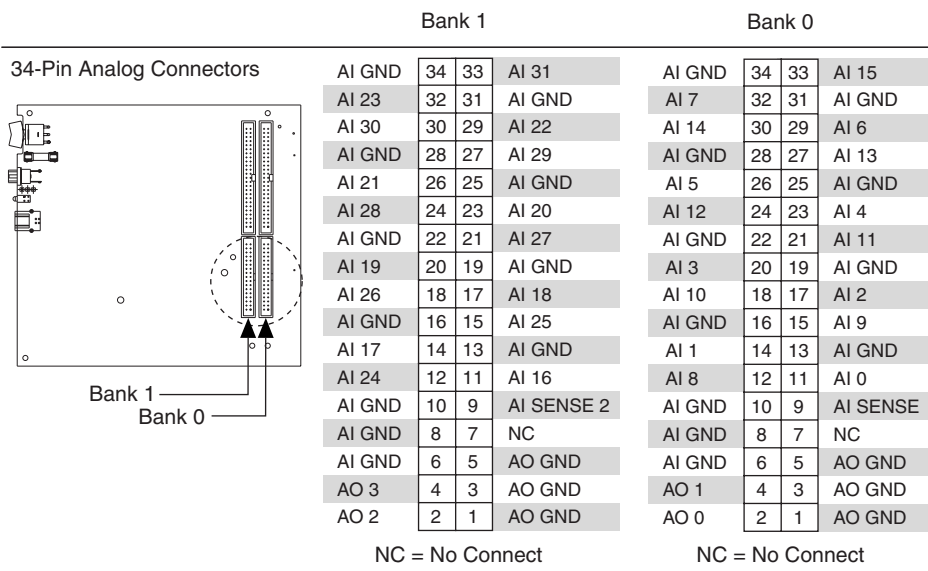 Bank 1 Bank 0
34-Pin Analog Connectors
AI GND 34 33 AI 31 AI GND 34 33 AI 15
AI 23 32 31 AI GND AI 7 32 31 AI GND
AI 30 30 29 AI 22 AI 14 30 29 AI 6
AI GND 28 27 AI 29 AI GND 28 27 AI 13
AI 21 26 25 AI GND AI 5 26 25 AI GND
AI 28 24 23 AI 20 AI 12 24 23 AI 4
AI GND 22 21 AI 27 AI GND 22 21 AI 11
AI 19 20 19 AI GND AI 3 20 19 AI GND
AI 26 18 17 AI 18 AI 10 18 17 AI 2
AI GND 16 15 AI 25 AI GND 16 15 AI 9
AI 17 14 13 AI GND AI 1 14 13 AI GND
AI 24 12 11 AI 16 AI 8 12 11 AI 0
AI GND 10 9 AI SENSE 2 AI GND 10 9 AI SENSE
AI GND 8 7 NC AI GND 8 7 NC
AI GND 6 5 AO GND AI GND 6 5 AO GND
AO 3 4 3 AO GND AO 1 4 3 AO GND
AO 2 2 1 AO GND AO 0 2 1 AO GND
Bank 1
Bank 0
NC = No Connect NC = No Connect